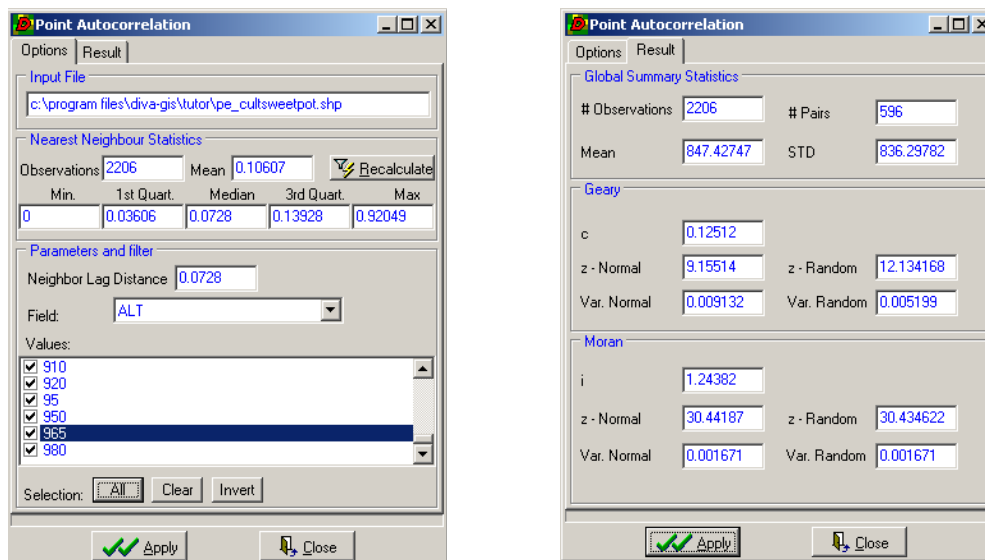 Point Autocorrelation
Options Result
Input File
c:\program files\diva-gis\tutor\pe_cultsweetpot.shp
Nearest Neighbour Statistics
Observations 2206 Mean 0.10607 Recalculate
Min. 1st Quart. Median 3rd Quart. Max
0 0.03606 0.0728 0.13928 0.92049
Parameters and filter
Neighbor Lag Distance 0.0728
Field: ALT
Values:
910
920
95
950
965
980
Selection: All Clear Invert
Apply Close
Point Autocorrelation
Options Result
Global Summary Statistics
# Observations 2206 # Pairs 596
Mean 847.42747 STD 836.29782
Geary
c 0.12512
z - Normal 9.15514 z - Random 12.134168
Var. Normal 0.009132 Var. Random 0.005199
Moran
i 1.24382
z - Normal 30.44187 z - Random 30.434622
Var. Normal 0.001671 Var. Random 0.001671
Apply Close